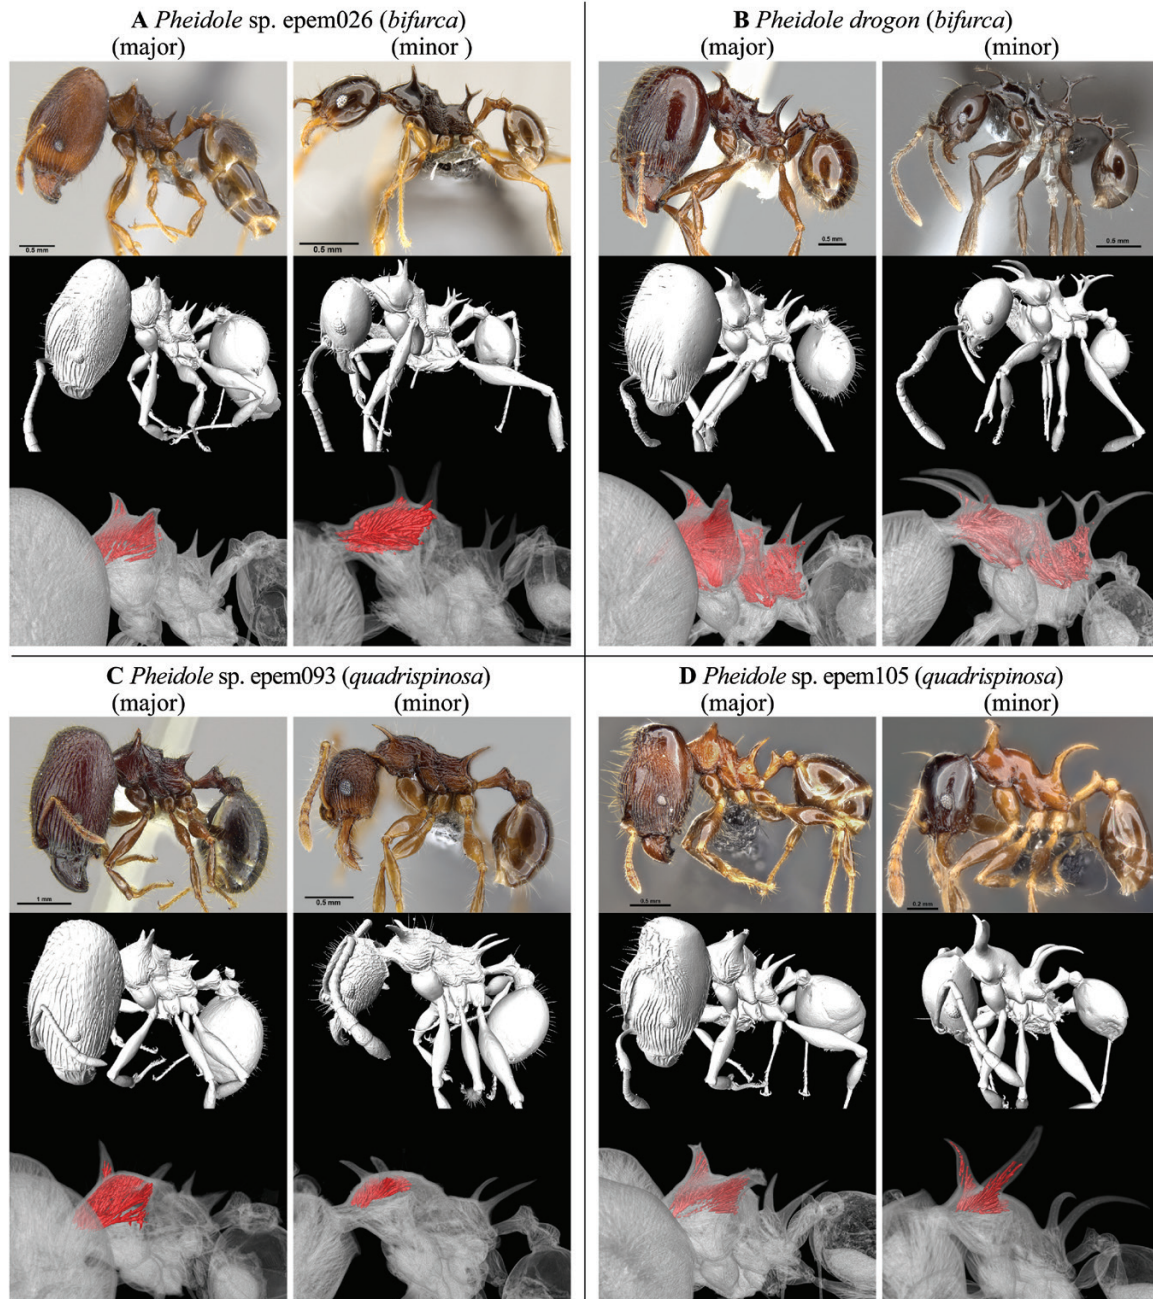 A Pheidole sp. epem026 (bifurca)
(major) (minor )
B Pheidole drogon (bifurca)
(major) (minor)
0.5 mm
0.5 mm
0.5 mm
0.5 mm
C Pheidole sp. epem093 (quadrispinosa)
(major) (minor)
D Pheidole sp. epem105 (quadrispinosa)
(major) (minor)
1 mm
0.5 mm
0.5 mm
0.2 mm